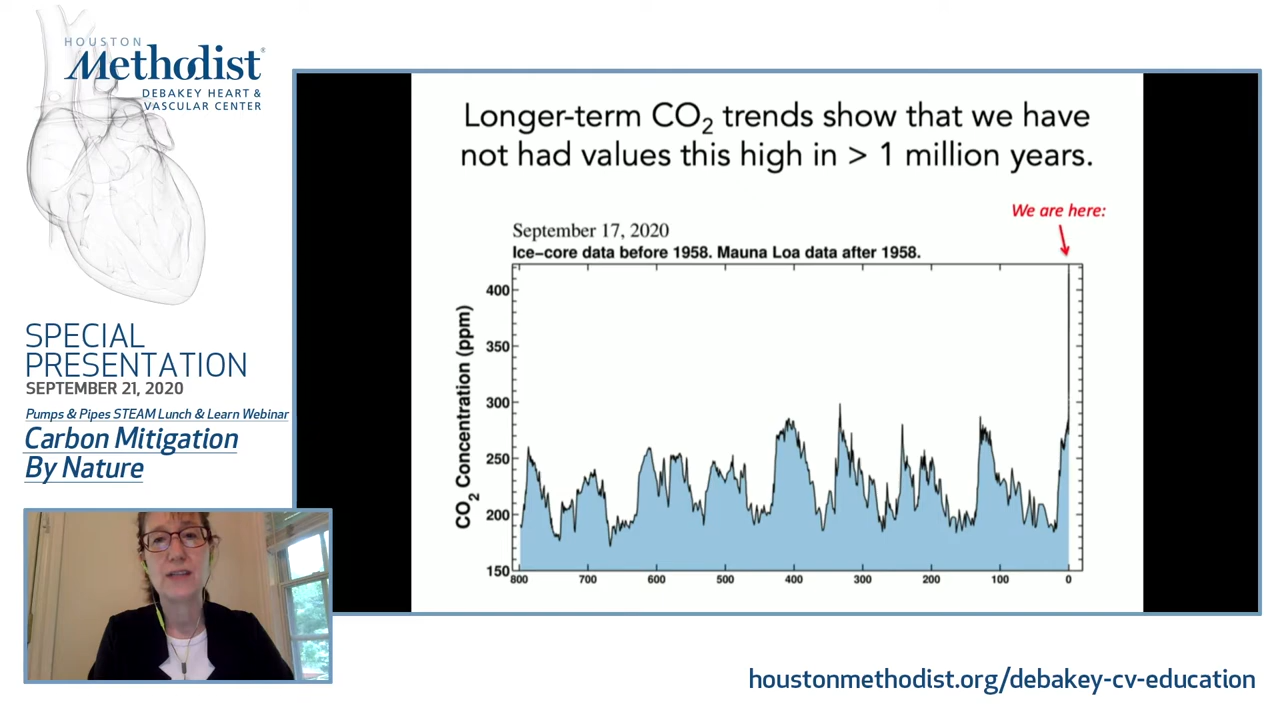 HOUSTON
Methodist®
DEBAKEY HEART &
VASCULAR CENTER
SPECIAL
PRESENTATION
SEPTEMBER 21, 2020
Pumps & Pipes STEAM Lunch & Learn Webinar
Carbon Mitigation
By Nature
Longer-term CO₂ trends show that we have
not had values this high in > 1 million years.
We are here:
September 17, 2020
Ice-core data before 1958. Mauna Loa data after 1958.
CO₂ Concentration (ppm)
400
350
300
250
200
150
800 700 600 500 400 300 200 100 0
houstonmethodist.org/debakey-cv-education